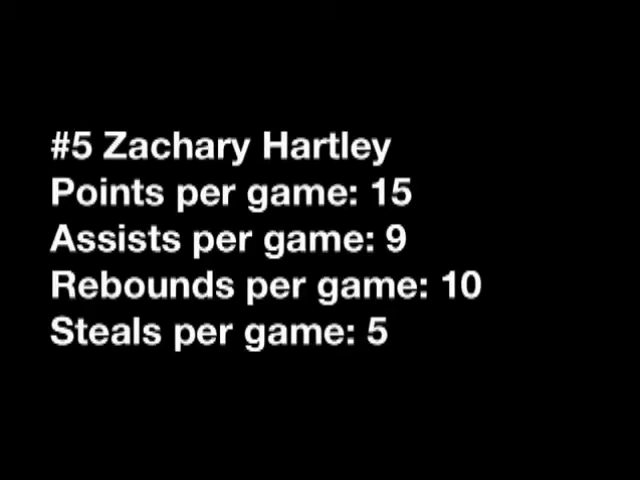 #5 Zachary Hartley
Points per game: 15
Assists per game: 9
Rebounds per game: 10
Steals per game: 5